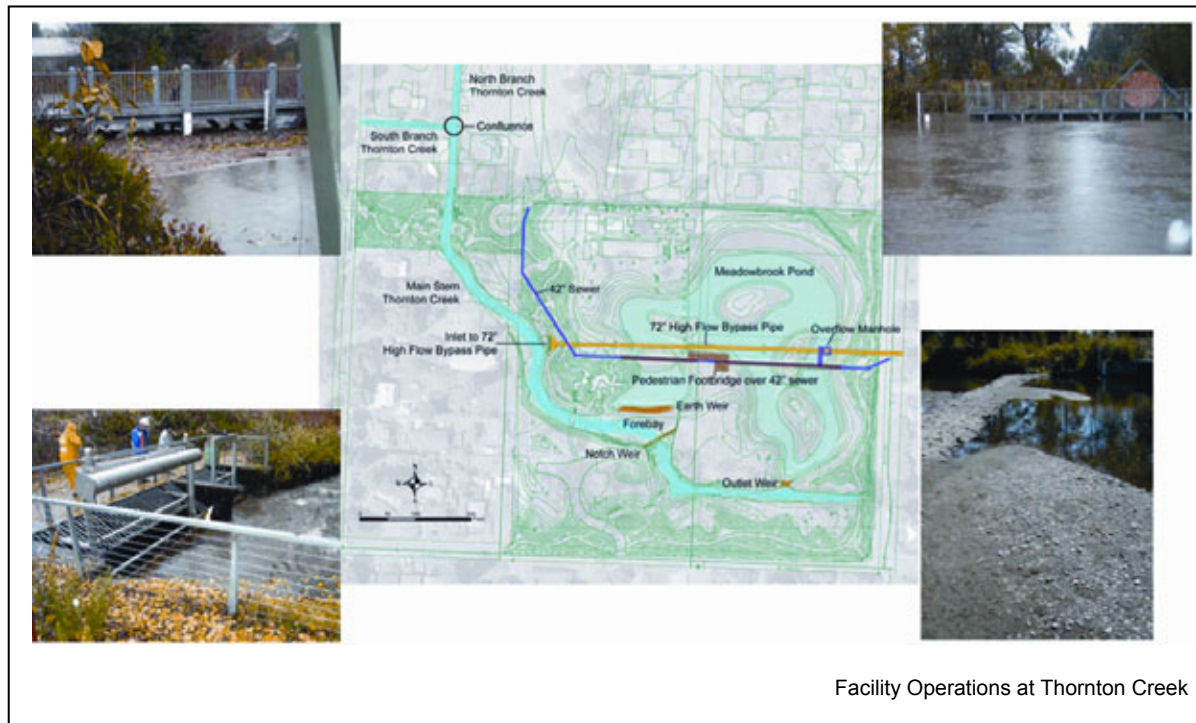 North Branch
Thornton Creek
Confluence
South Branch
Thornton Creek
Meadowbrook Pond
42" Sewer
Main Stem
Thornton Creek
72" High Flow Bypass Pipe
Overflow Manhole
Inlet to 72"
High Flow Bypass Pipe
Pedestrian Footbridge over 42" sewer
Earth Weir
Forebay
Notch Weir
Outlet Weir
Facility Operations at Thornton Creek